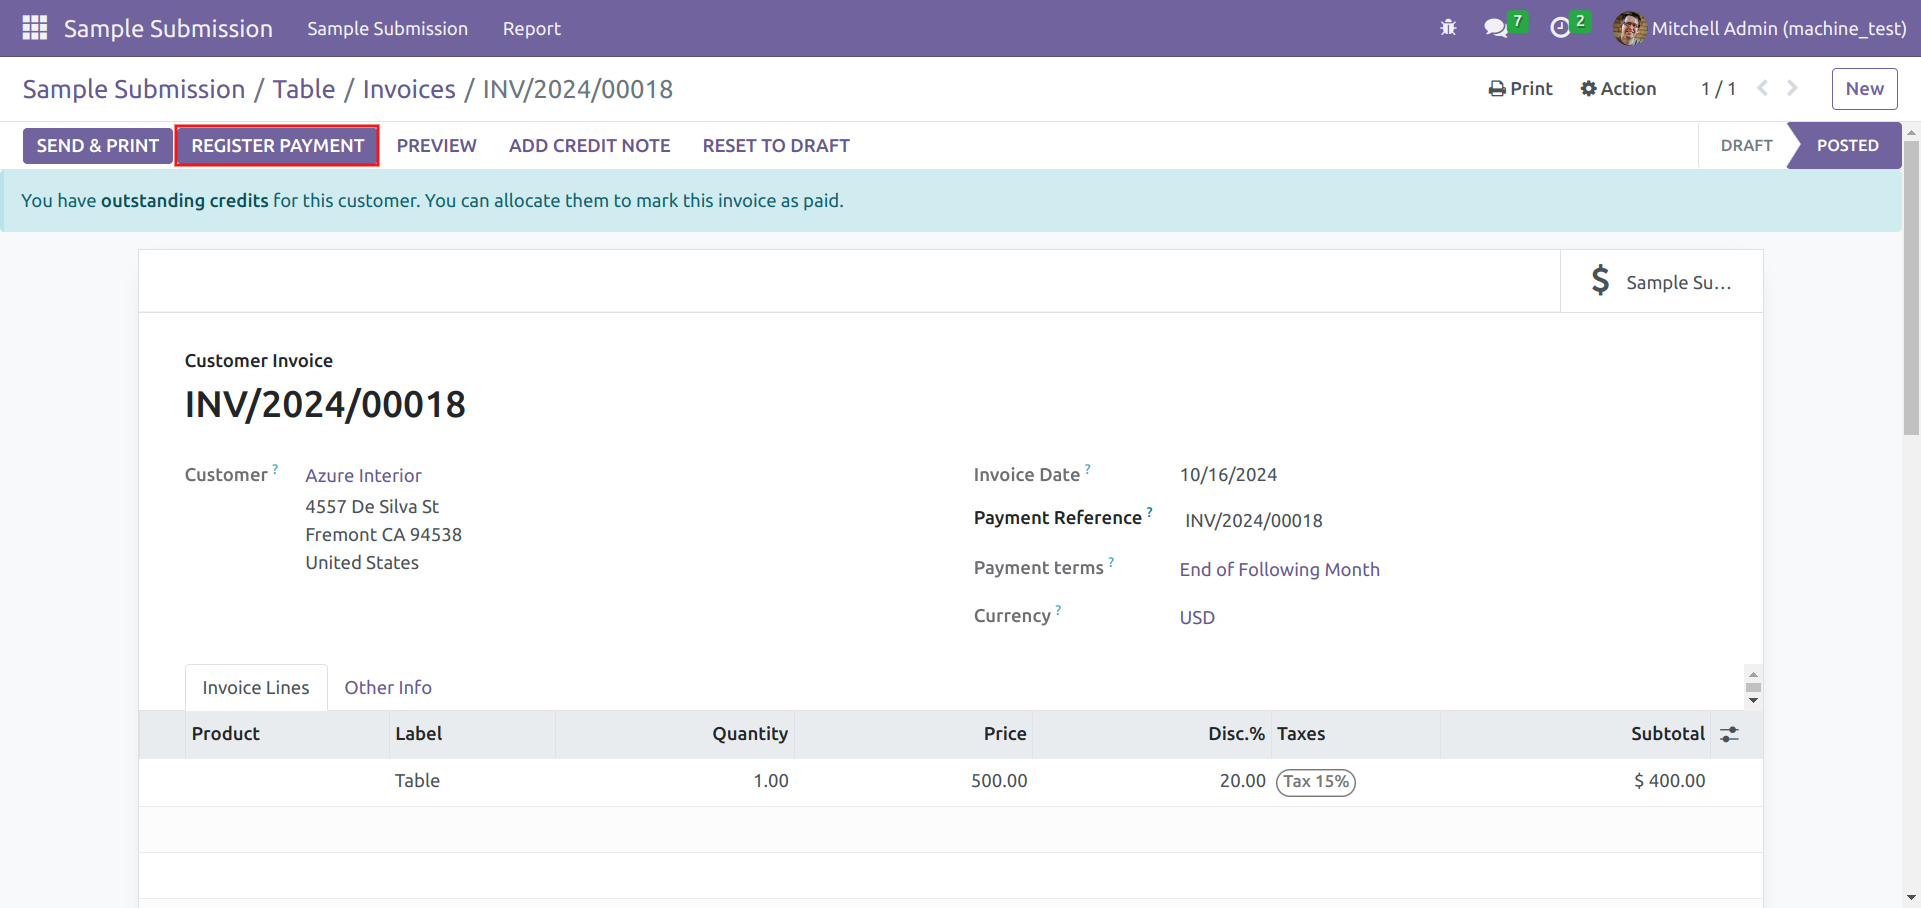 Sample Submission Sample Submission Report 7 2 Mitchell Admin (machine_test)
Sample Submission / Table / Invoices / INV/2024/00018 Print Action 1 / 1 New
SEND & PRINT REGISTER PAYMENT PREVIEW ADD CREDIT NOTE RESET TO DRAFT DRAFT POSTED
You have outstanding credits for this customer. You can allocate them to mark this invoice as paid.
$ Sample Su...
Customer Invoice
INV/2024/00018
Customer ? Azure Interior
4557 De Silva St
Fremont CA 94538
United States
Invoice Date ? 10/16/2024
Payment Reference ? INV/2024/00018
Payment terms ? End of Following Month
Currency ? USD
Invoice Lines Other Info
Product Label Quantity Price Disc.% Taxes Subtotal
Table 1.00 500.00 20.00 Tax 15% $ 400.00